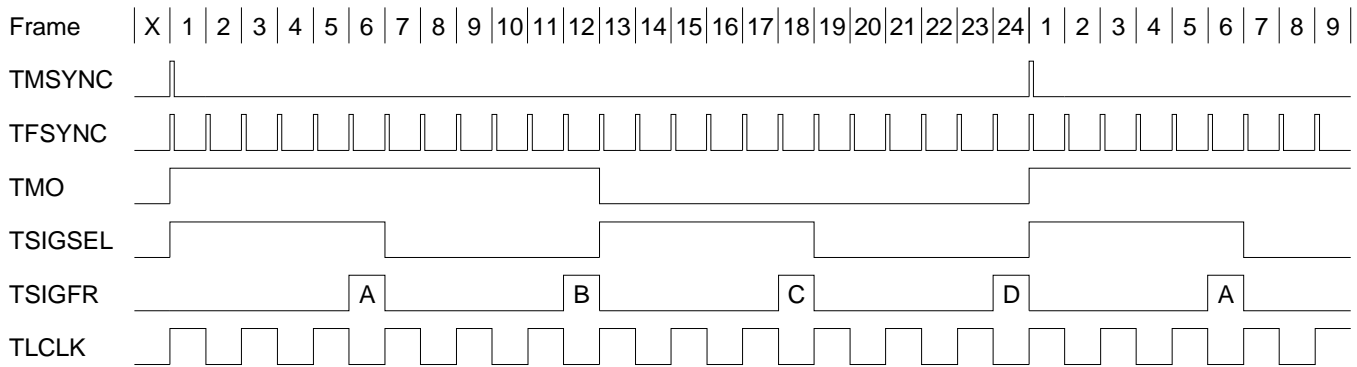 Frame X 1 2 3 4 5 6 7 8 9 10 11 12 13 14 15 16 17 18 19 20 21 22 23 24 1 2 3 4 5 6 7 8 9
TMSYNC
TFSYNC
TMO
TSIGSEL
TSIGFR A B C D A
TLCLK